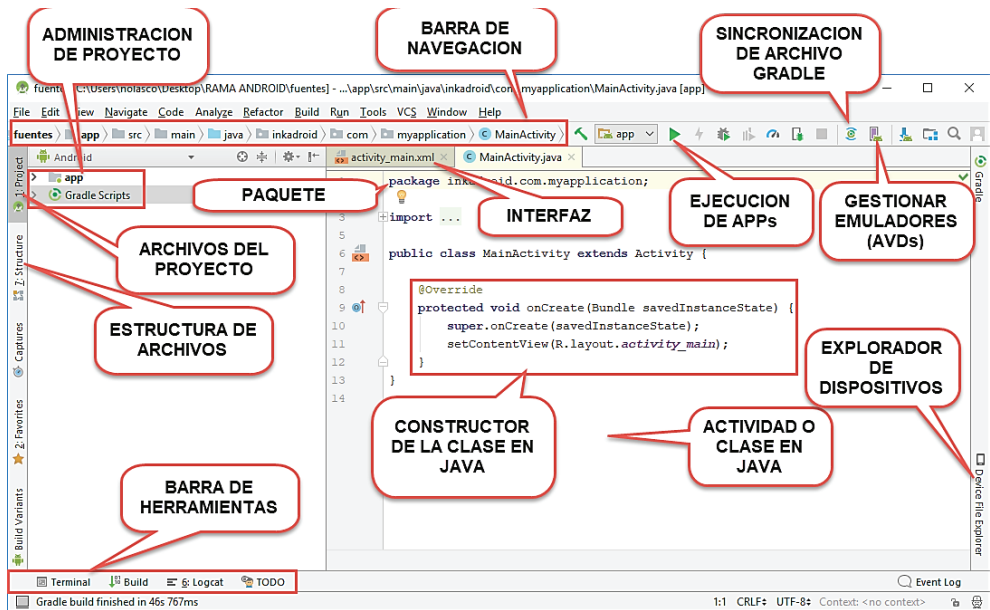 ADMINISTRACION
DE PROYECTO
BARRA DE
NAVEGACION
SINCRONIZACION
DE ARCHIVO
GRADLE
fuentes [C:\Users\nolasco\Desktop\RAMA ANDROID\fuentes] - ...\app\src\main\java\inkadroid\com\myapplication\MainActivity.java [app]
File Edit View Navigate Code Analyze Refactor Build Run Tools VCS Window Help
fuentes app src main java inkadroid com myapplication MainActivity app
1: Project
Android
activity_main.xml
MainActivity.java
Gradle
app
Gradle Scripts
PAQUETE
package inkadroid.com.myapplication;
3 import ...
INTERFAZ
EJECUCION
DE APPs
GESTIONAR
EMULADORES
(AVDs)
5
6 public class MainActivity extends Activity {
7
8 @Override
9 protected void onCreate(Bundle savedInstanceState) {
10 super.onCreate(savedInstanceState);
11 setContentView(R.layout.activity_main);
12 }
13 }
14
ARCHIVOS DEL
PROYECTO
Z: Structure
ESTRUCTURA DE
ARCHIVOS
Captures
EXPLORADOR
DE
DISPOSITIVOS
2: Favorites
CONSTRUCTOR
DE LA CLASE EN
JAVA
ACTIVIDAD O
CLASE EN
JAVA
BARRA DE
HERRAMIENTAS
Build Variants
Device File Explorer
Terminal Build 6: Logcat TODO Event Log
Gradle build finished in 46s 767ms 1:1 CRLF UTF-8 Context: <no context>